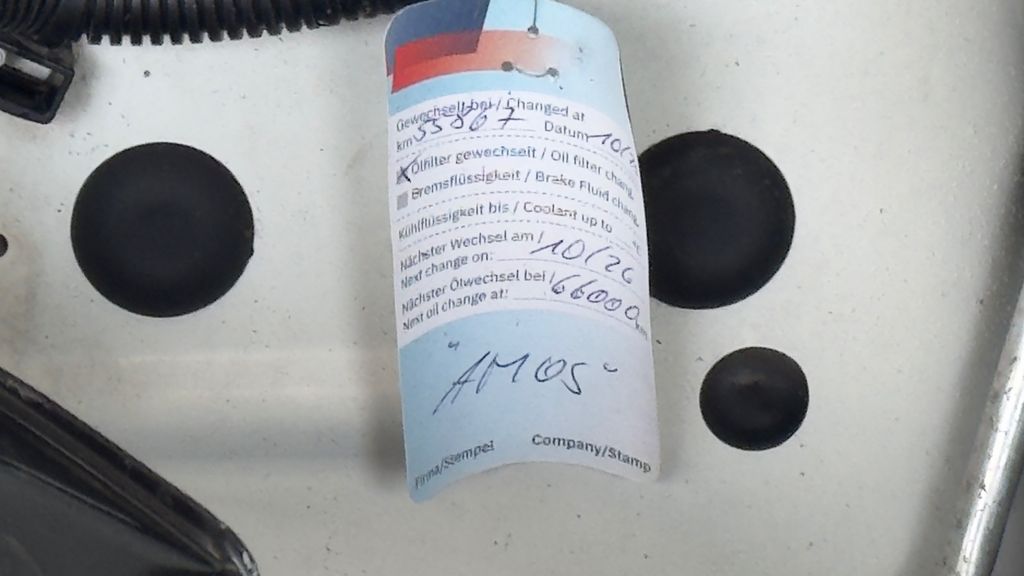 Gewechselt bei / Changed at
km 55867 Datum 10/
Ölfilter gewechselt / Oil filter chang.
Bremsflüssigkeit / Brake Fluid chang.
Kühlflüssigkeit bis / Coolant up to °C
Nächster Wechsel am /
Next change on: 10/26
Nächster Ölwechsel bei /
Next oil change at: 66000 km
"AMOS"
Firma/Stempel Company/Stamp